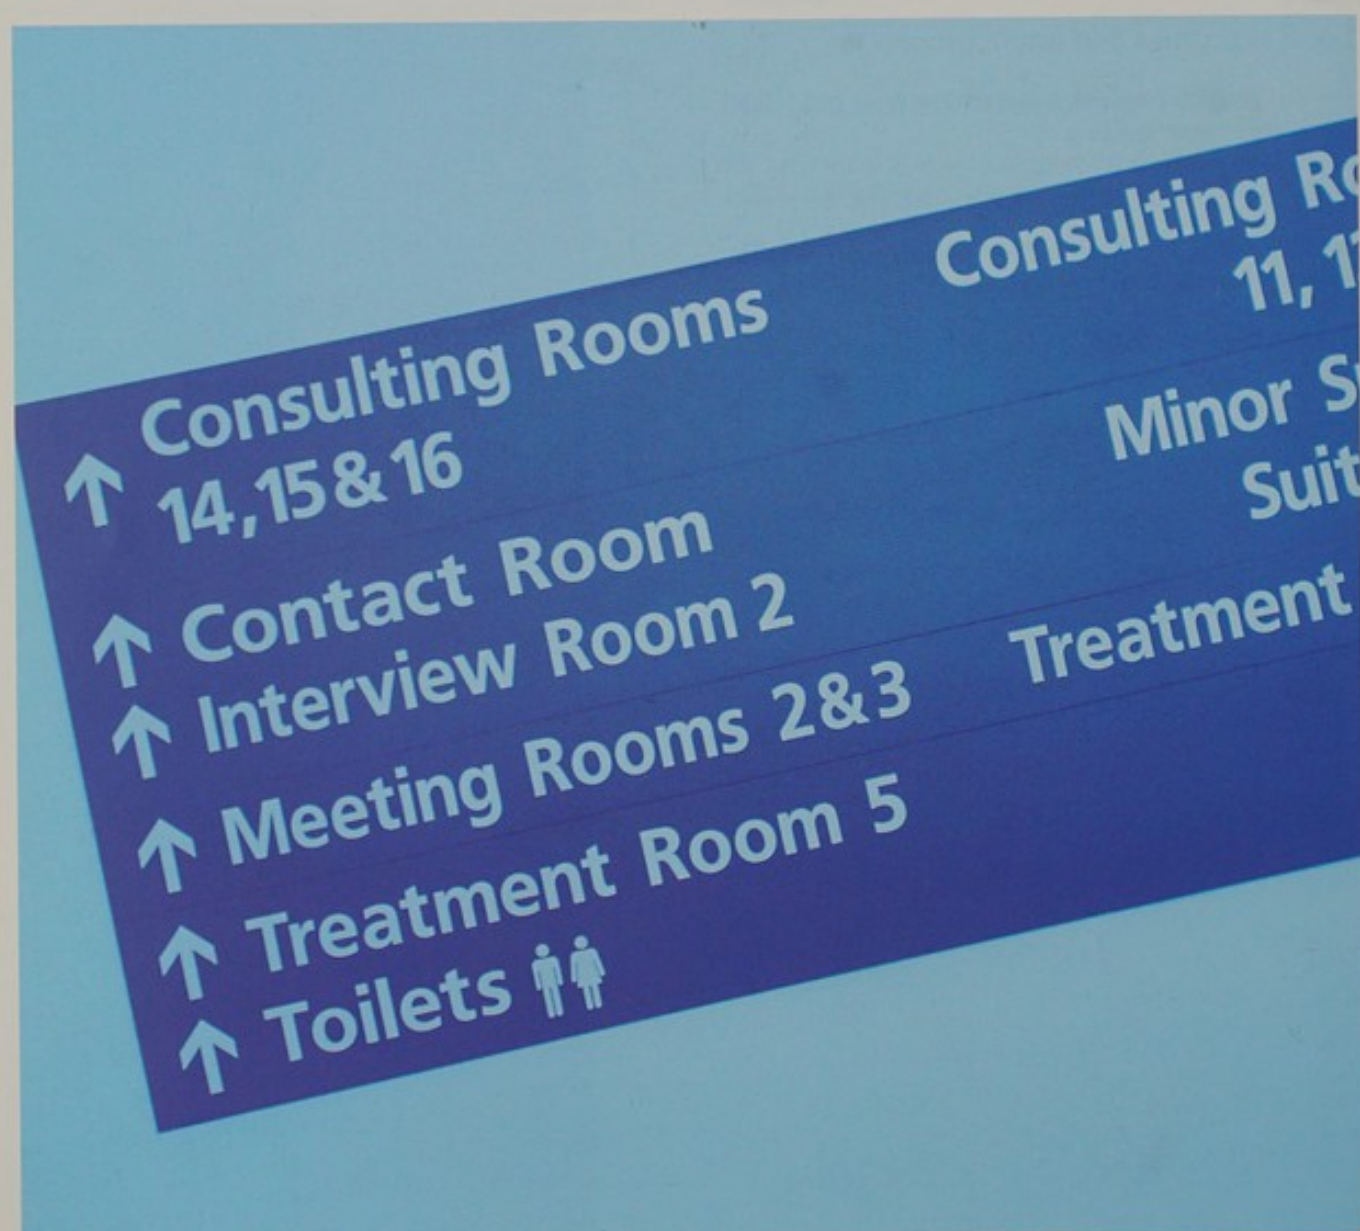 Consulting Rooms
14, 15 & 16
Contact Room
Interview Room 2
Meeting Rooms 2 & 3
Treatment Room 5
Toilets
Consulting
11,
Minor
Treatment